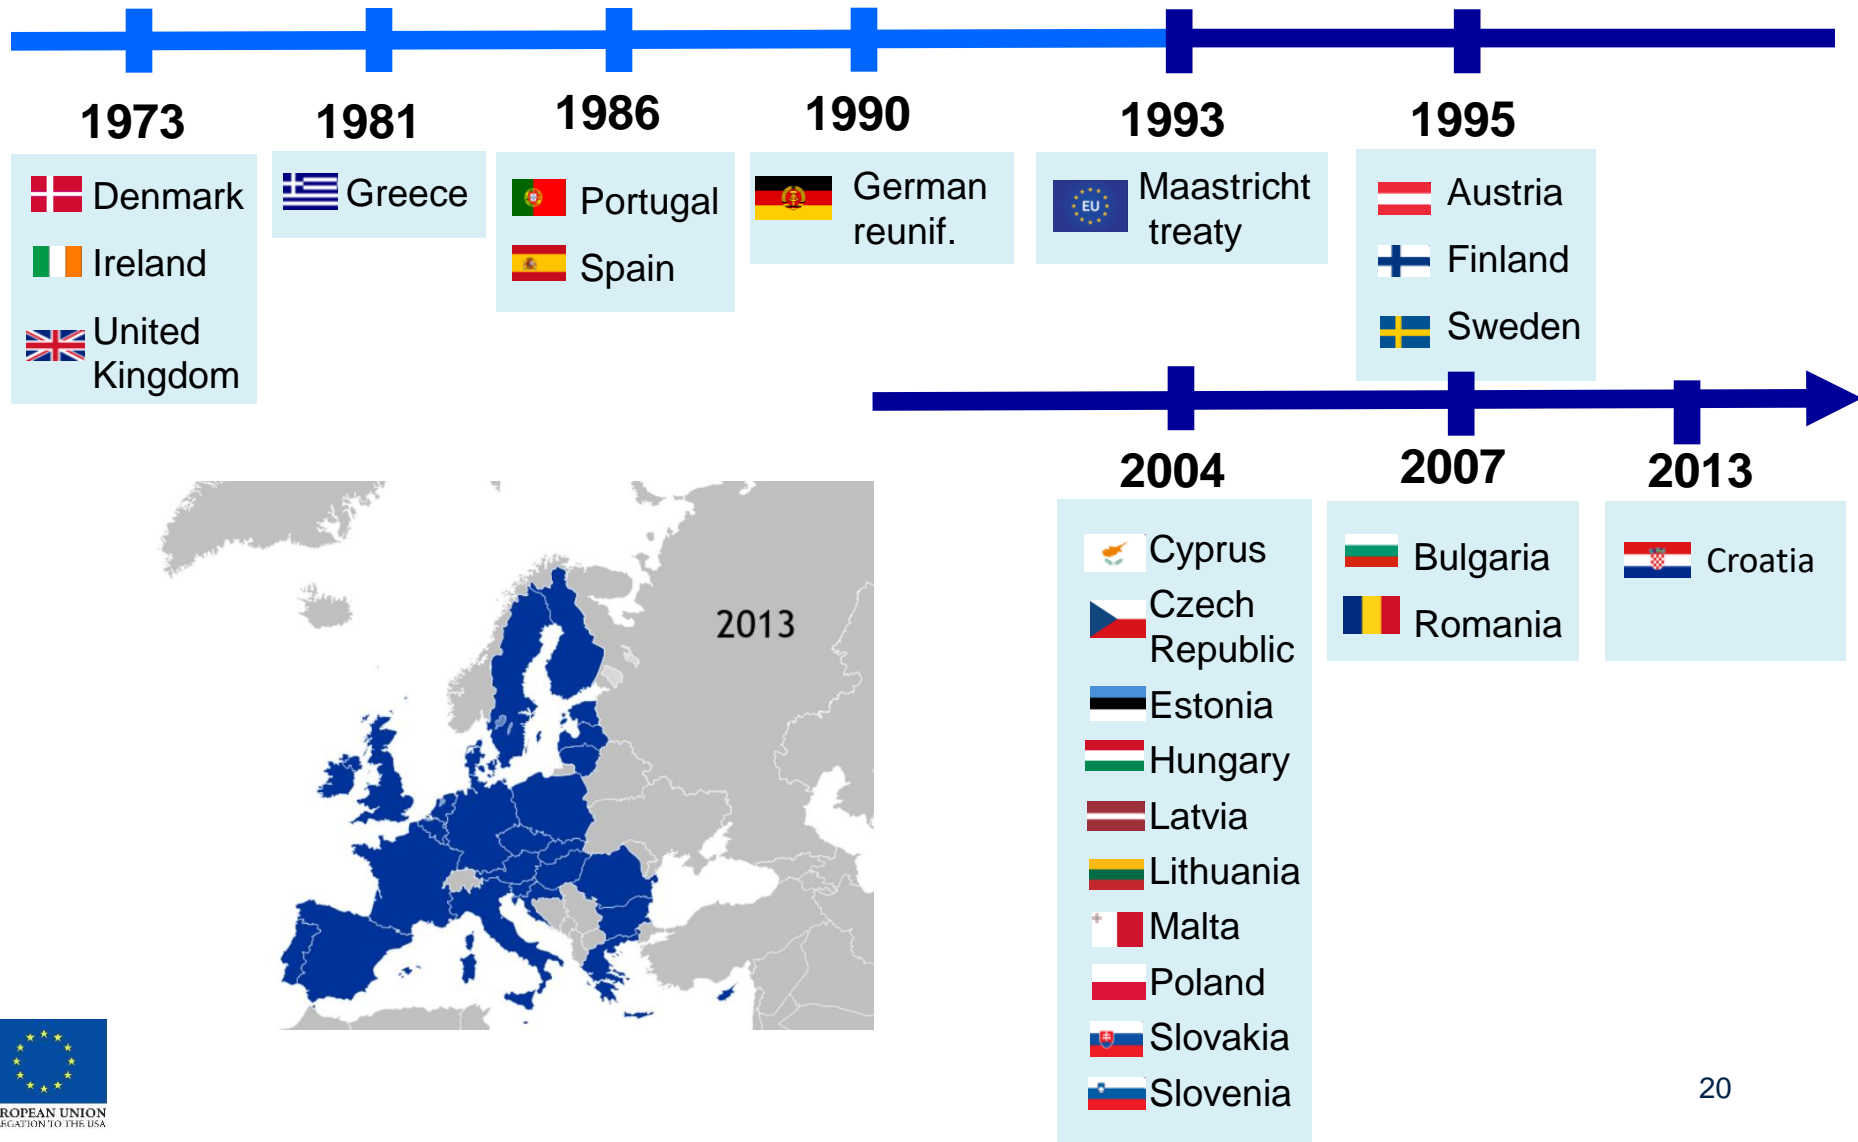 1973
1981
1986
1990
1993
1995
Denmark
Ireland
United
Kingdom
Greece
Portugal
Spain
German
reunif.
EU
Maastricht
treaty
Austria
Finland
Sweden
2004
2007
2013
Cyprus
Czech
Republic
Estonia
Hungary
Latvia
Lithuania
Malta
Poland
Slovakia
Slovenia
Bulgaria
Romania
Croatia
2013
ROPEAN UNION
EGATION TO THE USA
20